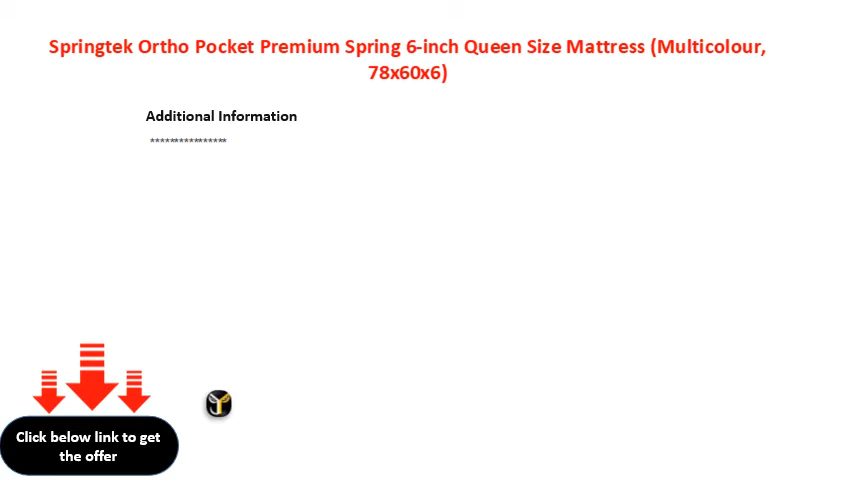 Springtek Ortho Pocket Premium Spring 6-inch Queen Size Mattress (Multicolour,
78x60x6)
Additional Information
****************
Click below link to get
the offer